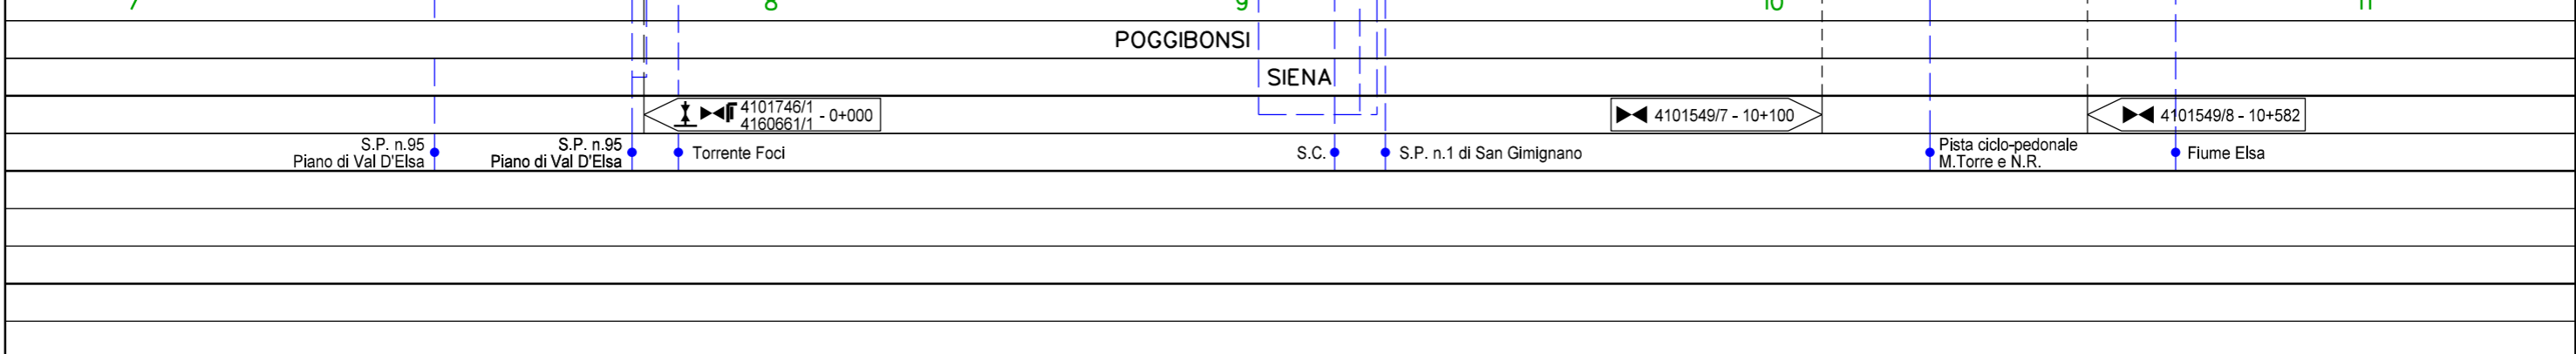 7 8 9 10 11
POGGIBONSI
SIENA
4101746/1
4160661/1 - 0+000
4101549/7 - 10+100
4101549/8 - 10+582
S.P. n.95
Piano di Val D'Elsa
S.P. n.95
Piano di Val D'Elsa
Torrente Foci
S.C.
S.P. n.1 di San Gimignano
Pista ciclo-pedonale
M.Torre e N.R.
Fiume Elsa